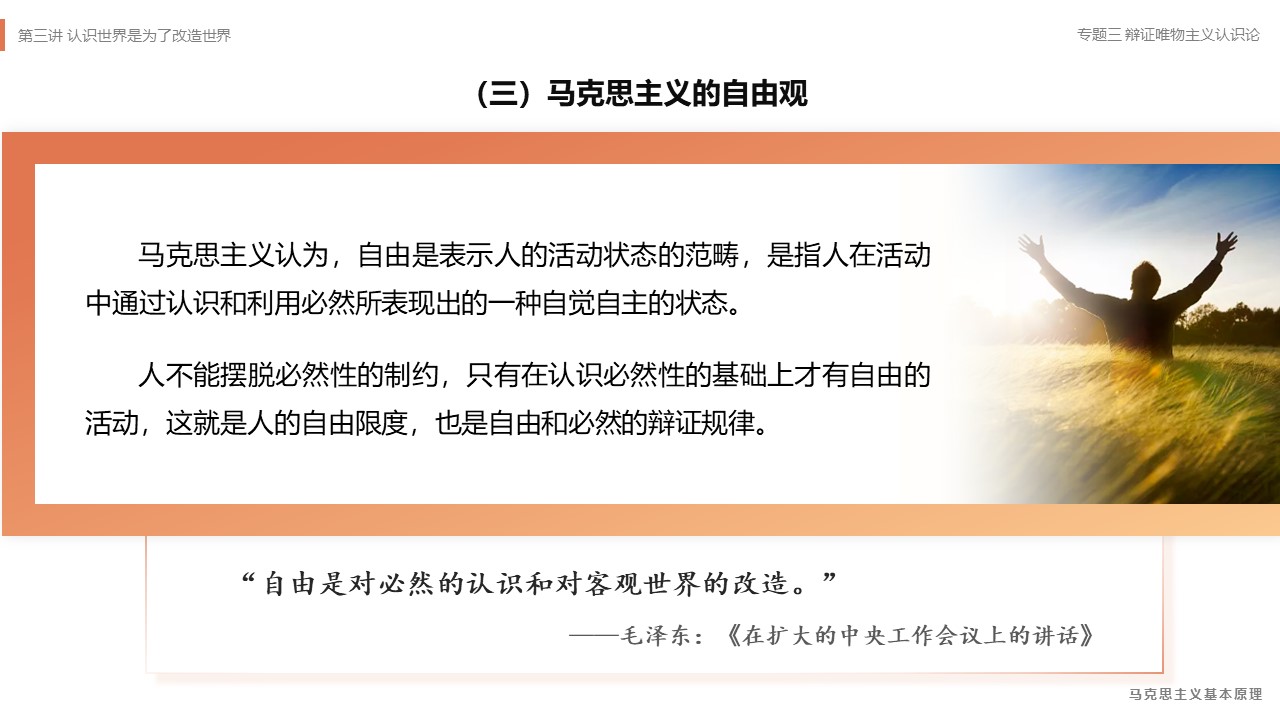 第三讲 认识世界是为了改造世界
专题三 辩证唯物主义认识论
（三）马克思主义的自由观
马克思主义认为，自由是表示人的活动状态的范畴，是指人在活动
中通过认识和利用必然所表现出的一种自觉自主的状态。
人不能摆脱必然性的制约，只有在认识必然性的基础上才有自由的
活动，这就是人的自由限度，也是自由和必然的辩证规律。
“自由是对必然的认识和对客观世界的改造。”
——毛泽东：《在扩大的中央工作会议上的讲话》
马克思主义基本原理